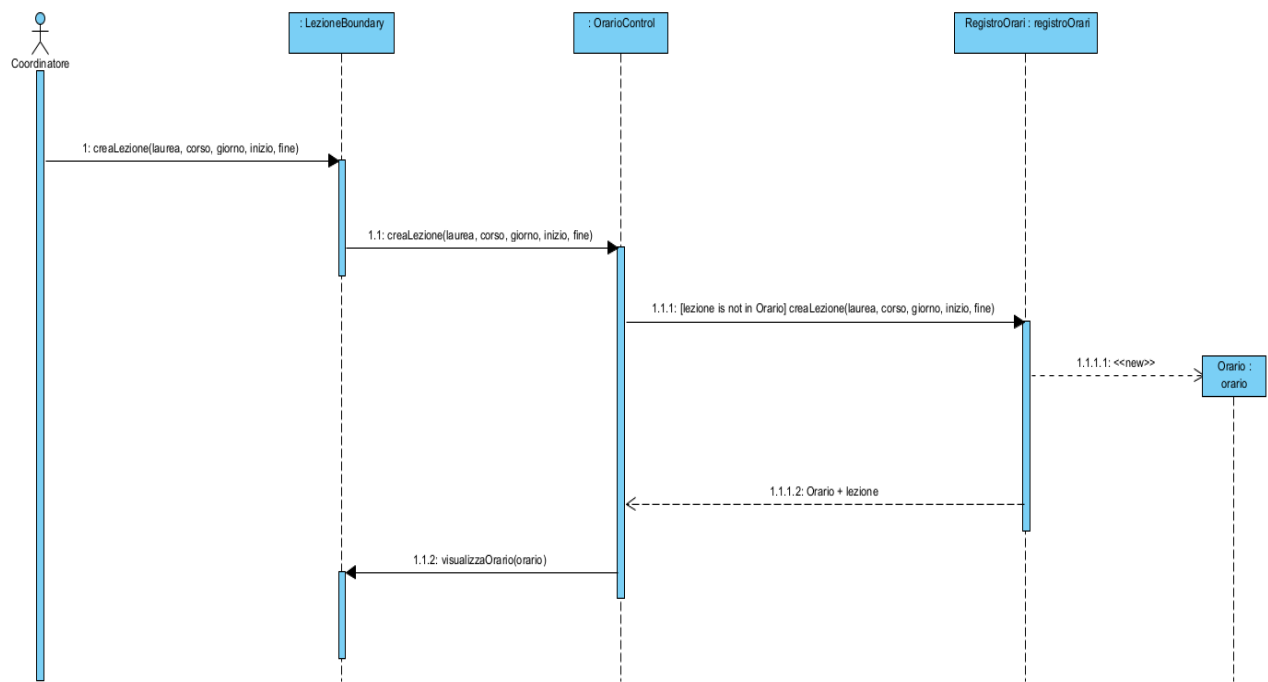 : LezioneBoundary
: OrarioControl
RegistroOrari : registroOrari
Coordinatore
1: creaLezione(laurea, corso, giorno, inizio, fine)
1.1: creaLezione(laurea, corso, giorno, inizio, fine)
1.1.1: [lezione is not in Orario] creaLezione(laurea, corso, giorno, inizio, fine)
1.1.1.1: <<new>>
Orario :
orario
1.1.1.2: Orario + lezione
1.1.2: visualizzaOrario(orario)